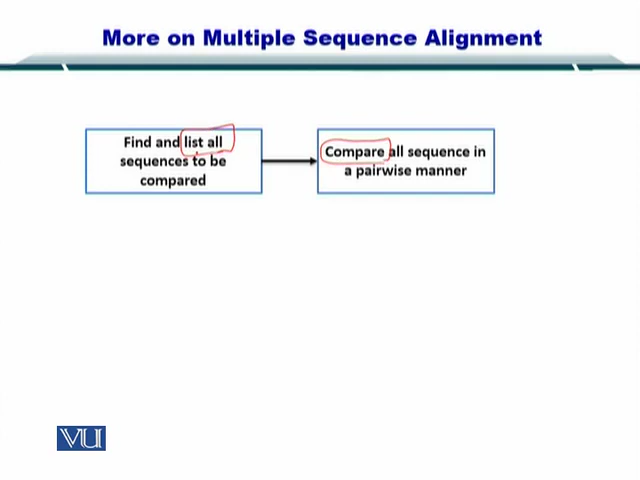 More on Multiple Sequence Alignment
Find and list all
sequences to be
compared
Compare all sequence in
a pairwise manner
VU